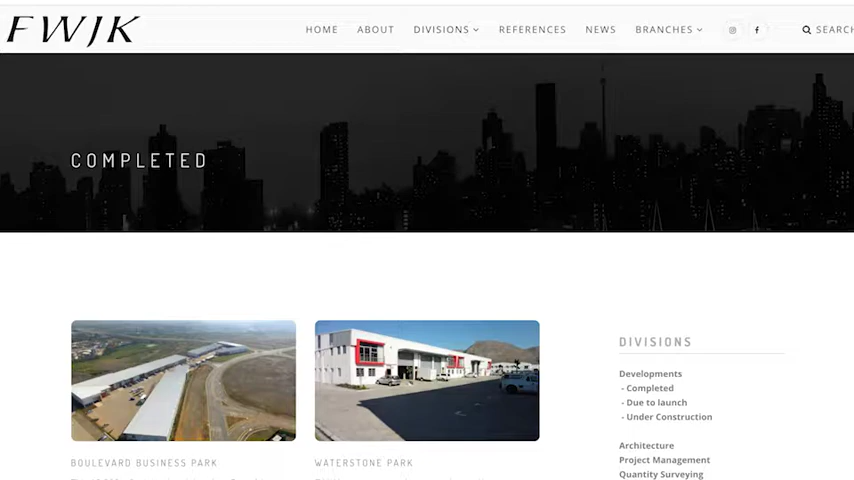 FWJK
HOME ABOUT DIVISIONS REFERENCES NEWS BRANCHES SEARCH
COMPLETED
BOULEVARD BUSINESS PARK
WATERSTONE PARK
DIVISIONS
Developments
- Completed
- Due to launch
- Under Construction
Architecture
Project Management
Quantity Surveying